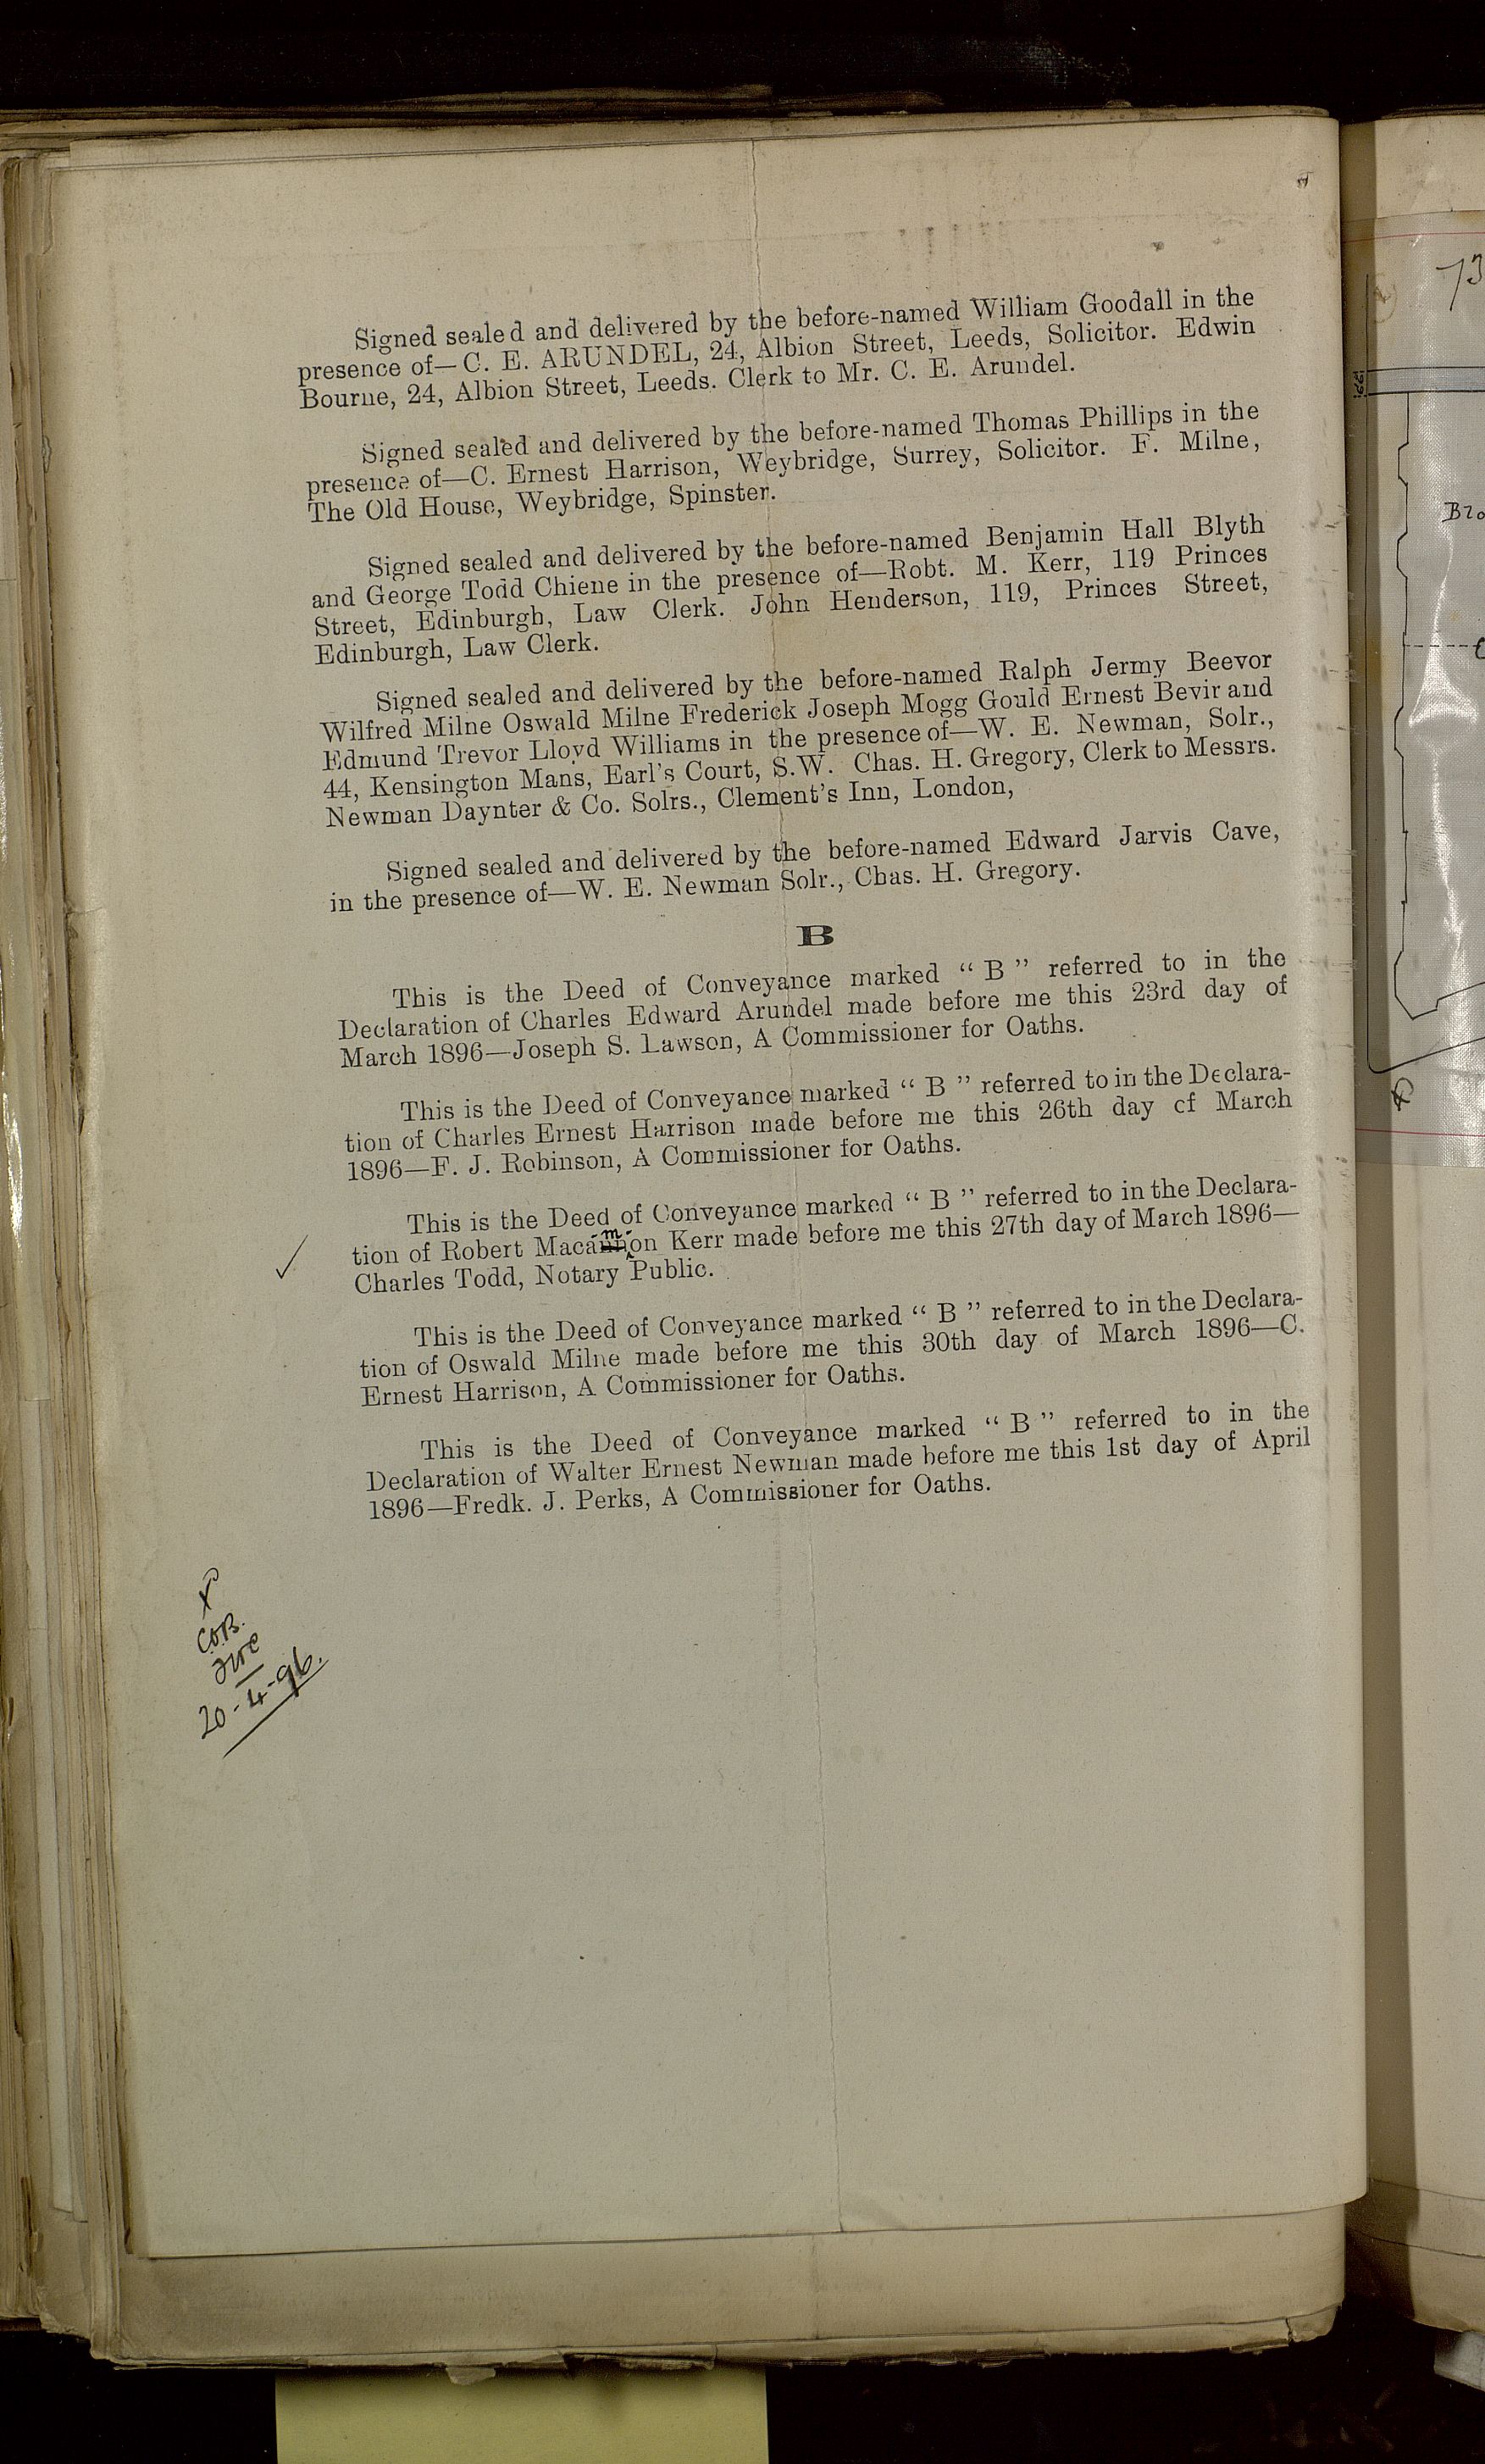 Signed sealed and delivered by the before-named William Goodall in the
presence of—C. E. ARUNDEL, 24, Albion Street, Leeds, Solicitor. Edwin
Bourne, 24, Albion Street, Leeds. Clerk to Mr. C. E. Arundel.
Signed sealed and delivered by the before-named Thomas Phillips in the
presence of—C. Ernest Harrison, Weybridge, Surrey, Solicitor. F. Milne,
The Old House, Weybridge, Spinster.
Signed sealed and delivered by the before-named Benjamin Hall Blyth
and George Todd Chiene in the presence of—Robt. M. Kerr, 119 Princes
Street, Edinburgh, Law Clerk. John Henderson, 119, Princes Street,
Edinburgh, Law Clerk.
Signed sealed and delivered by the before-named Ralph Jermy Beevor
Wilfred Milne Oswald Milne Frederick Joseph Mogg Gould Ernest Bevir and
Edmund Trevor Lloyd Williams in the presence of—W. E. Newman, Solr.,
44, Kensington Mans, Earl's Court, S.W. Chas. H. Gregory, Clerk to Messrs.
Newman Daynter & Co. Solrs., Clement's Inn, London,
Signed sealed and delivered by the before-named Edward Jarvis Cave,
in the presence of—W. E. Newman Solr., Chas. H. Gregory.
B
This is the Deed of Conveyance marked “ B ” referred to in the
Declaration of Charles Edward Arundel made before me this 23rd day of
March 1896—Joseph S. Lawson, A Commissioner for Oaths.
This is the Deed of Conveyance marked “ B ” referred to in the Declara-
tion of Charles Ernest Harrison made before me this 26th day of March
1896—F. J. Robinson, A Commissioner for Oaths.
This is the Deed of Conveyance marked “ B ” referred to in the Declara-
m
tion of Robert Macannon Kerr made before me this 27th day of March 1896—
Charles Todd, Notary Public.
This is the Deed of Conveyance marked “ B ” referred to in the Declara-
tion of Oswald Milne made before me this 30th day of March 1896—C.
Ernest Harrison, A Commissioner for Oaths.
This is the Deed of Conveyance marked “ B ” referred to in the
Declaration of Walter Ernest Newman made before me this 1st day of April
1896—Fredk. J. Perks, A Commissioner for Oaths.
20-4-96.
73
Bro